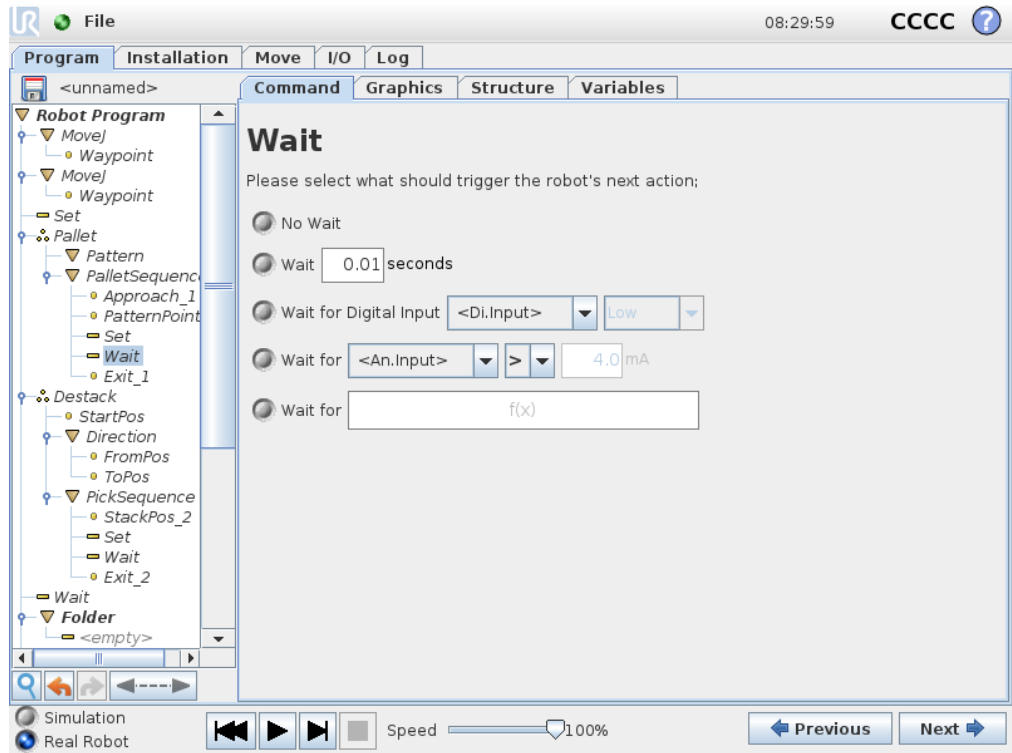 UR File 08:29:59 CCCC ?
Program Installation Move I/O Log
<unnamed> Command Graphics Structure Variables
Robot Program
MoveJ
Waypoint
MoveJ
Waypoint
Set
Pallet
Pattern
PalletSequenc
Approach_1
PatternPoint
Set
Wait
Exit_1
Destack
StartPos
Direction
FromPos
ToPos
PickSequence
StackPos_2
Set
Wait
Exit_2
Wait
Folder
<empty>
Wait
Please select what should trigger the robot's next action;
No Wait
Wait 0.01 seconds
Wait for Digital Input <Di.Input> Low
Wait for <An.Input> > 4.0 mA
Wait for f(x)
Simulation
Real Robot
Speed 100% Previous Next